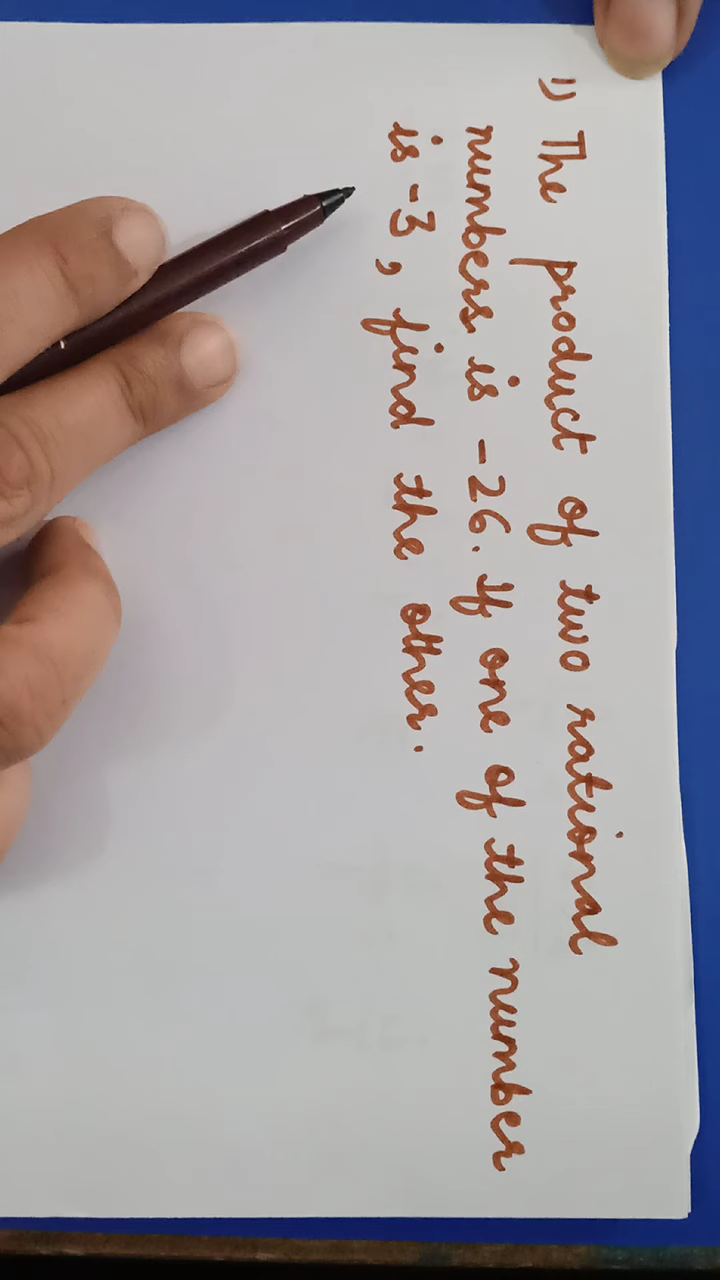 1) The product of two rational
numbers is -26. If one of the number
is -3, find the other.